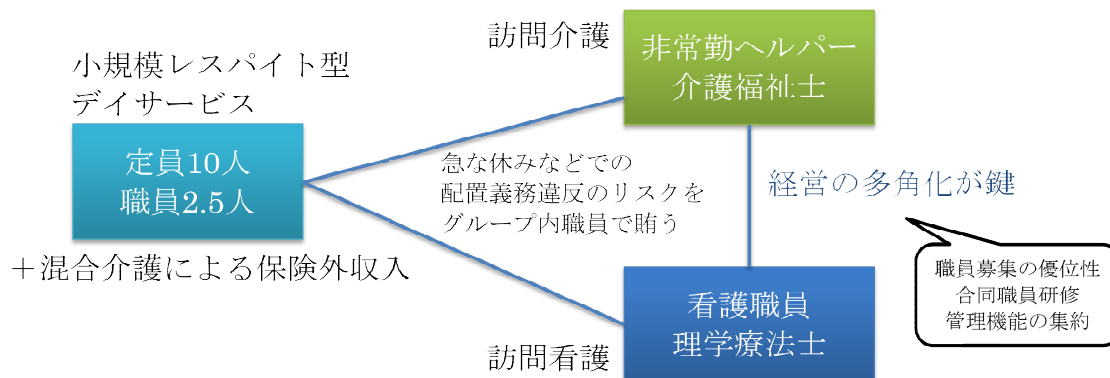 訪問介護
非常勤ヘルパー
介護福祉士
小規模レスパイト型
デイサービス
定員10人
職員2.5人
急な休みなどでの
配置義務違反のリスクを
グループ内職員で賄う
経営の多角化が鍵
＋混合介護による保険外収入
職員募集の優位性
合同職員研修
管理機能の集約
看護職員
理学療法士
訪問看護